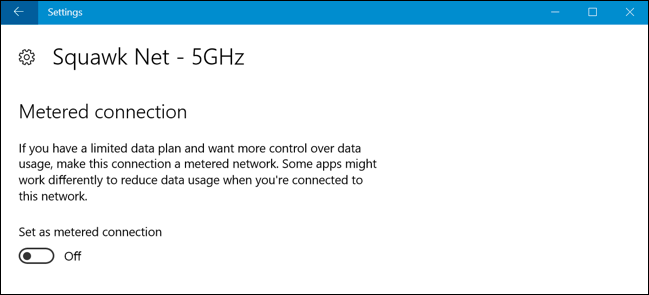 Settings
Squawk Net - 5GHz
Metered connection
If you have a limited data plan and want more control over data
usage, make this connection a metered network. Some apps might
work differently to reduce data usage when you're connected to
this network.
Set as metered connection
Off